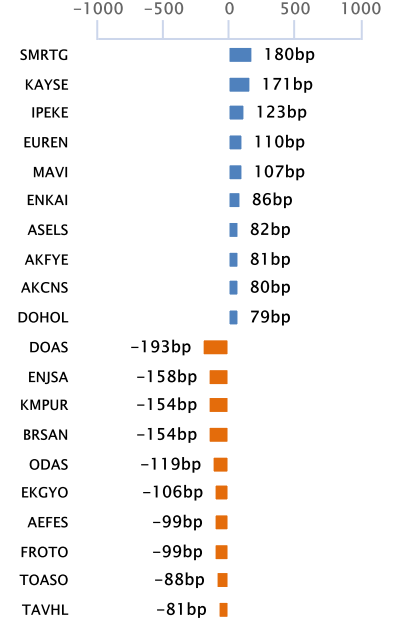 -1000 -500 0 500 1000
SMRTG 180bp
KAYSE 171bp
IPEKE 123bp
EUREN 110bp
MAVI 107bp
ENKAI 86bp
ASELS 82bp
AKFYE 81bp
AKCNS 80bp
DOHOL 79bp
DOAS -193bp
ENJSA -158bp
KMPUR -154bp
BRSAN -154bp
ODAS -119bp
EKGYO -106bp
AEFES -99bp
FROTO -99bp
TOASO -88bp
TAVHL -81bp